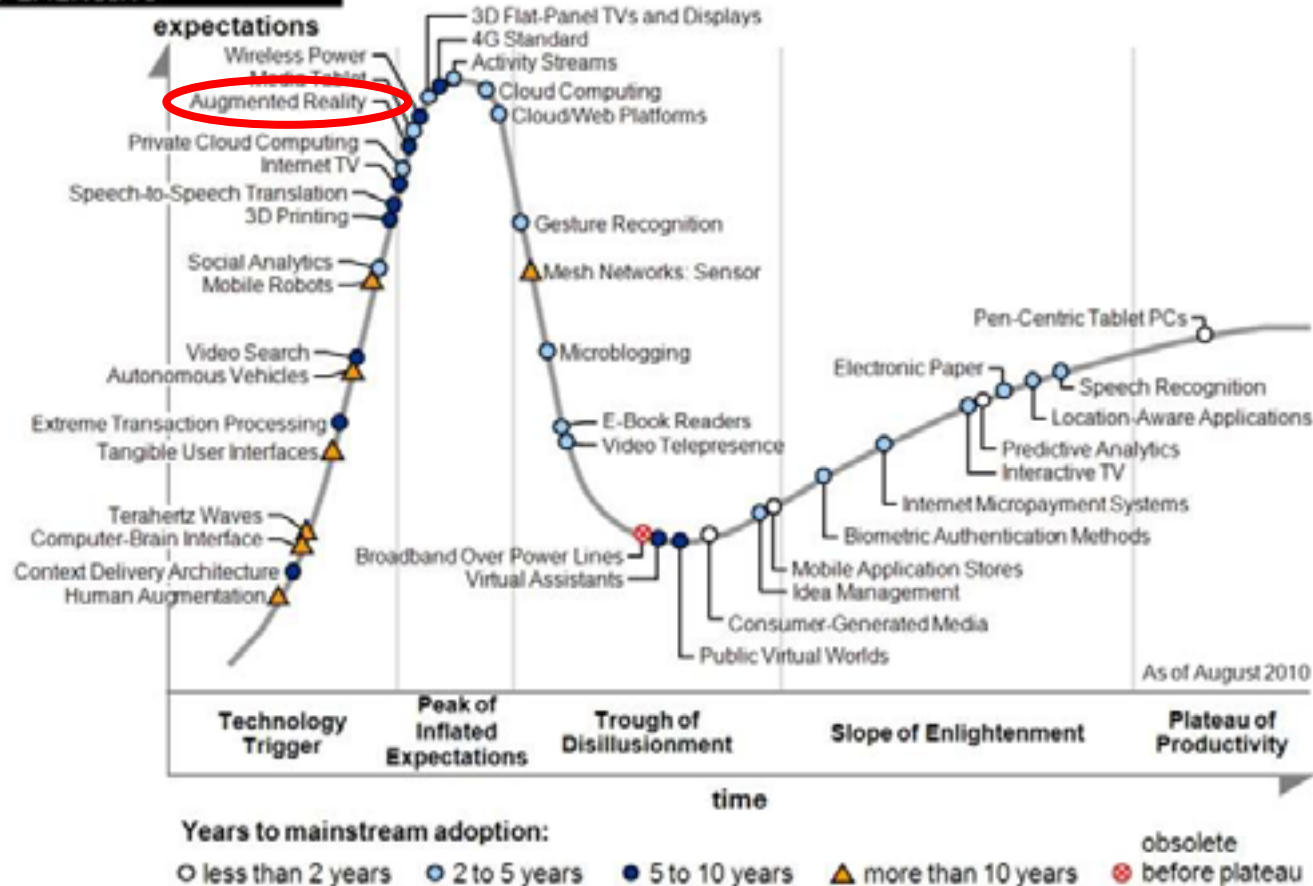 expectations
3D Flat-Panel TVs and Displays
4G Standard
Activity Streams
Wireless Power
Media Tablet
Augmented Reality
Cloud Computing
Cloud/Web Platforms
Private Cloud Computing
Internet TV
Speech-to-Speech Translation
3D Printing
Gesture Recognition
Social Analytics
Mobile Robots
Mesh Networks: Sensor
Pen-Centric Tablet PCs
Video Search
Autonomous Vehicles
Microblogging
Electronic Paper
Speech Recognition
Location-Aware Applications
Extreme Transaction Processing
Tangible User Interfaces
E-Book Readers
Video Telepresence
Predictive Analytics
Interactive TV
Internet Micropayment Systems
Biometric Authentication Methods
Terahertz Waves
Computer-Brain Interface
Context Delivery Architecture
Human Augmentation
Broadband Over Power Lines
Virtual Assistants
Mobile Application Stores
Idea Management
Consumer-Generated Media
Public Virtual Worlds
As of August 2010
Technology
Trigger
Peak of
Inflated
Expectations
Trough of
Disillusionment
Slope of Enlightenment
Plateau of
Productivity
time
Years to mainstream adoption:
less than 2 years
2 to 5 years
5 to 10 years
more than 10 years
obsolete
before plateau